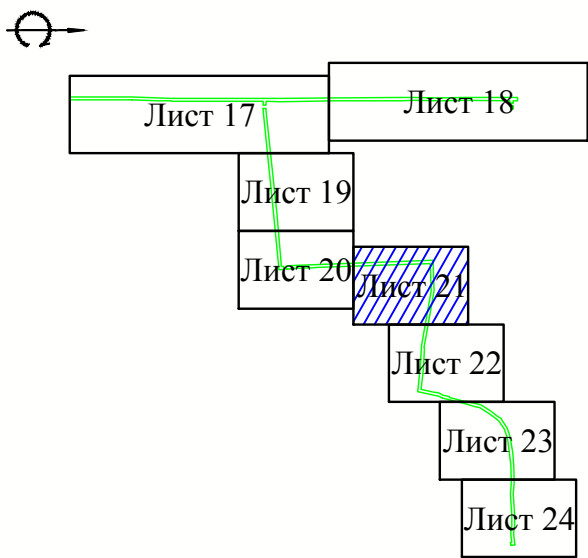 Лист 17
Лист 18
Лист 19
Лист 20
Лист 21
Лист 22
Лист 23
Лист 24